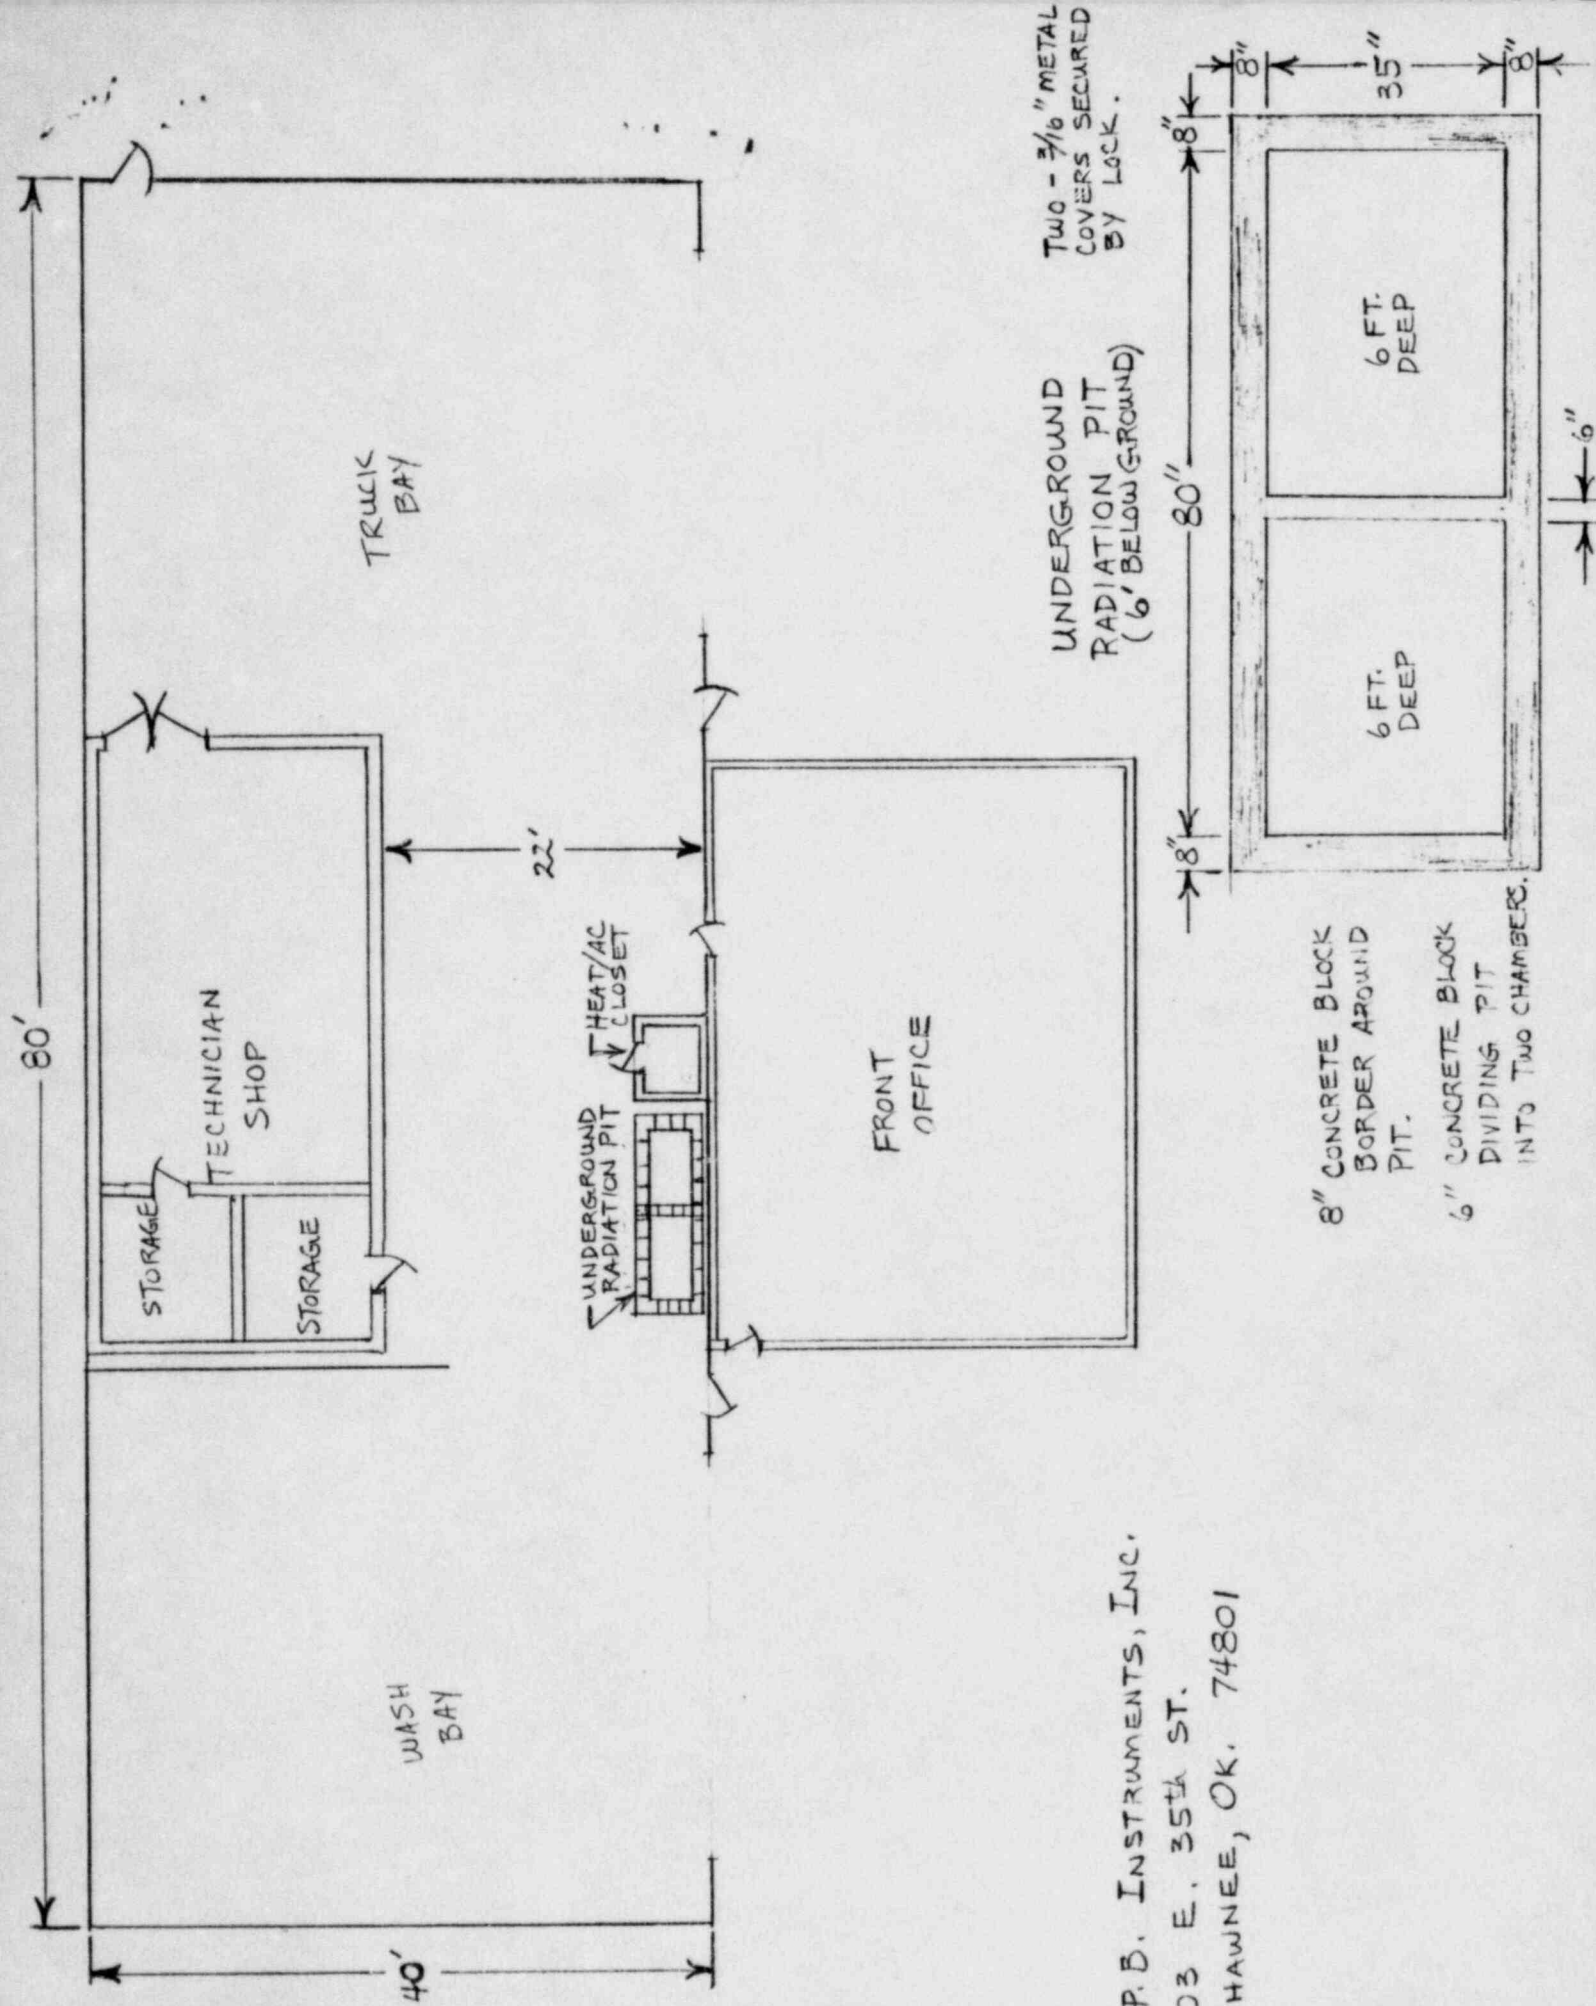 80'
40'
22'
WASH
BAY
STORAGE
STORAGE
TECHNICIAN
SHOP
TRUCK
BAY
UNDERGROUND
RADIATION PIT
HEAT/AC
CLOSET
FRONT
OFFICE
P.B. INSTRUMENTS, INC.
03 E. 35th ST.
HAWNEE, OK. 74801
UNDERGROUND
RADIATION PIT
(6' BELOW GROUND)
TWO - 3/16" METAL
COVERS SECURED
BY LOCK.
8"
80"
8"
8"
35"
8"
6 FT.
DEEP
6 FT.
DEEP
6"
8" CONCRETE BLOCK
BORDER AROUND
PIT.
6" CONCRETE BLOCK
DIVIDING PIT
INTO TWO CHAMBERS.